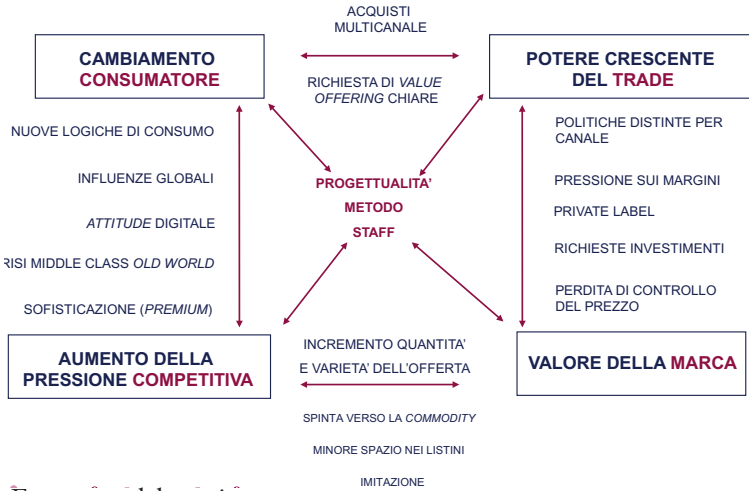 ACQUISTI
MULTICANALE
CAMBIAMENTO
CONSUMATORE
POTERE CRESCENTE
DEL TRADE
RICHIESTA DI VALUE
OFFERING CHIARE
NUOVE LOGICHE DI CONSUMO
INFLUENZE GLOBALI
ATTITUDE DIGITALE
RISI MIDDLE CLASS OLD WORLD
SOFISTICAZIONE (PREMIUM)
PROGETTUALITA'
METODO
STAFF
POLITICHE DISTINTE PER
CANALE
PRESSIONE SUI MARGINI
PRIVATE LABEL
RICHIESTE INVESTIMENTI
PERDITA DI CONTROLLO
DEL PREZZO
AUMENTO DELLA
PRESSIONE COMPETITIVA
INCREMENTO QUANTITA'
E VARIETA' DELL'OFFERTA
VALORE DELLA MARCA
SPINTA VERSO LA COMMODITY
MINORE SPAZIO NEI LISTINI
IMITAZIONE